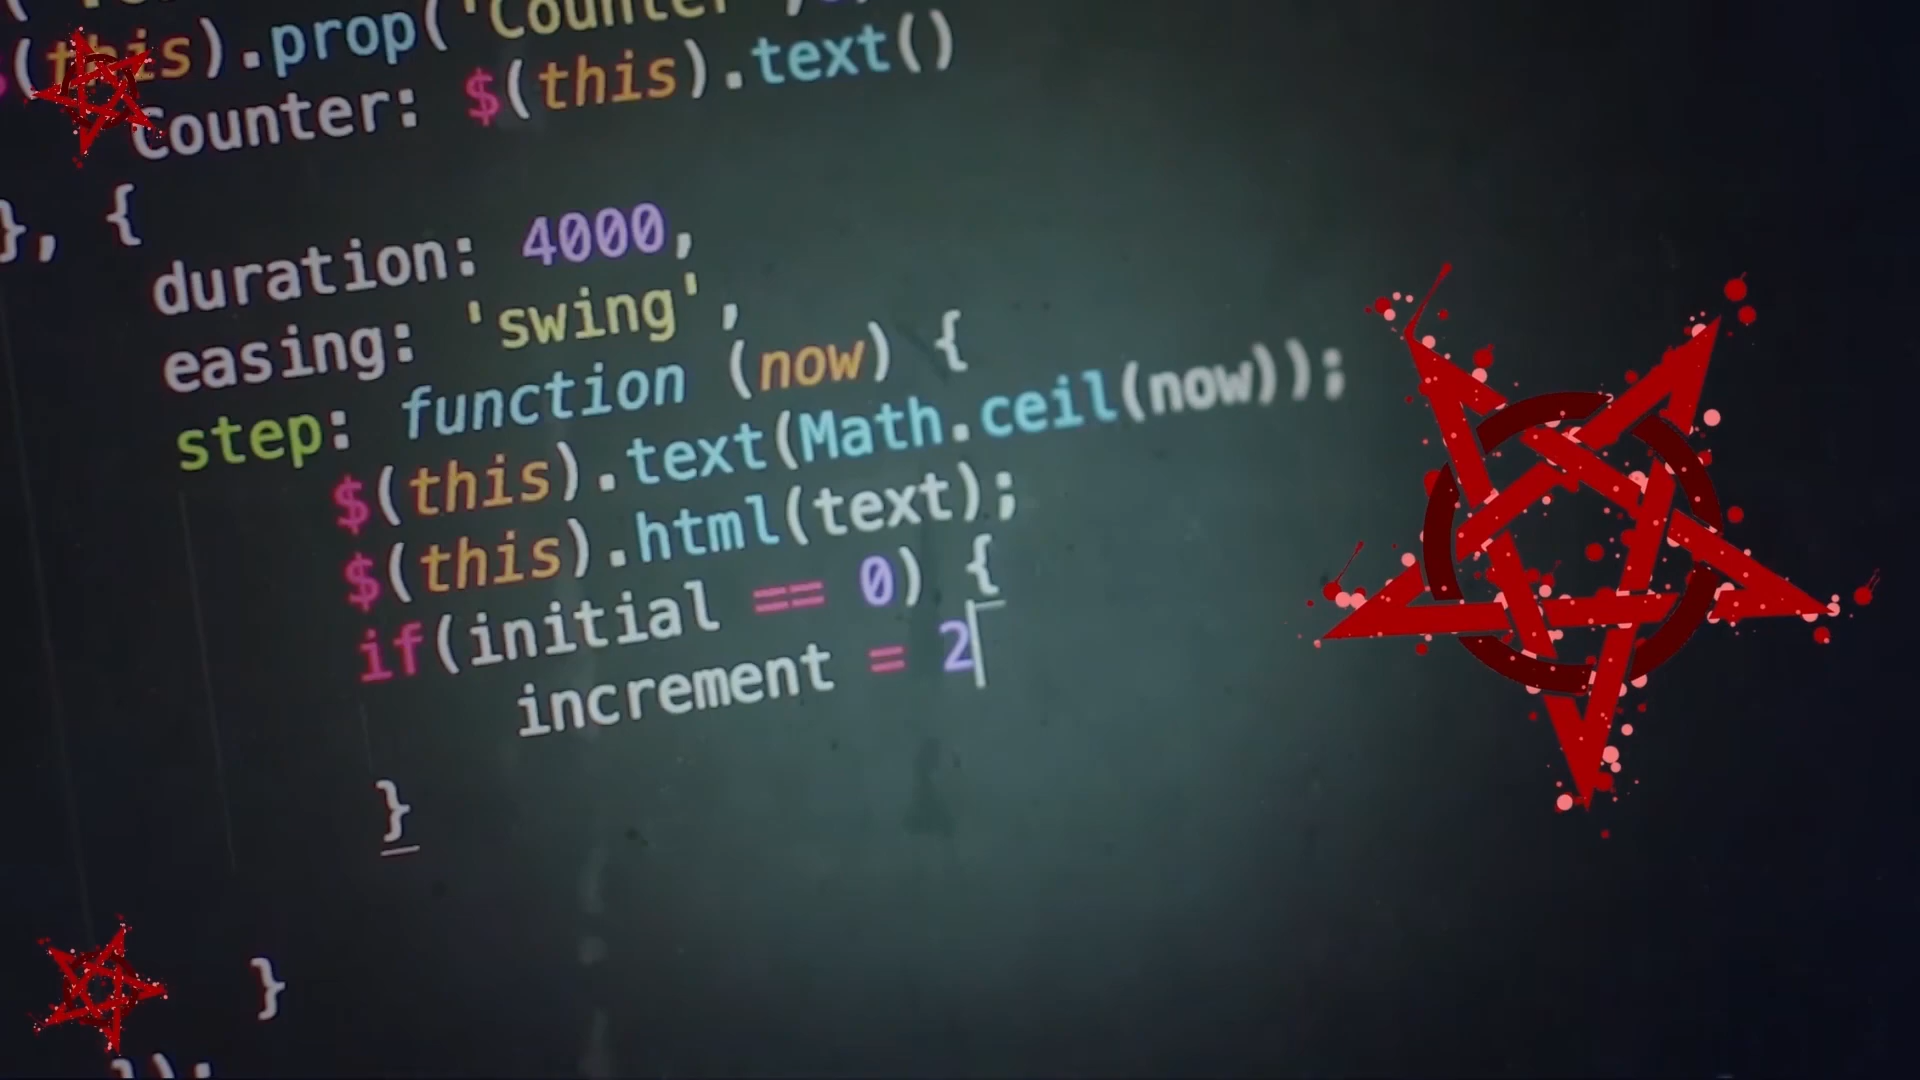 $(this).prop('Counter',
Counter: $(this).text()
}, {
duration: 4000,
easing: 'swing',
step: function (now) {
$(this).text(Math.ceil(now));
$(this).html(text);
if(initial == 0) {
increment = 2
}
}
});